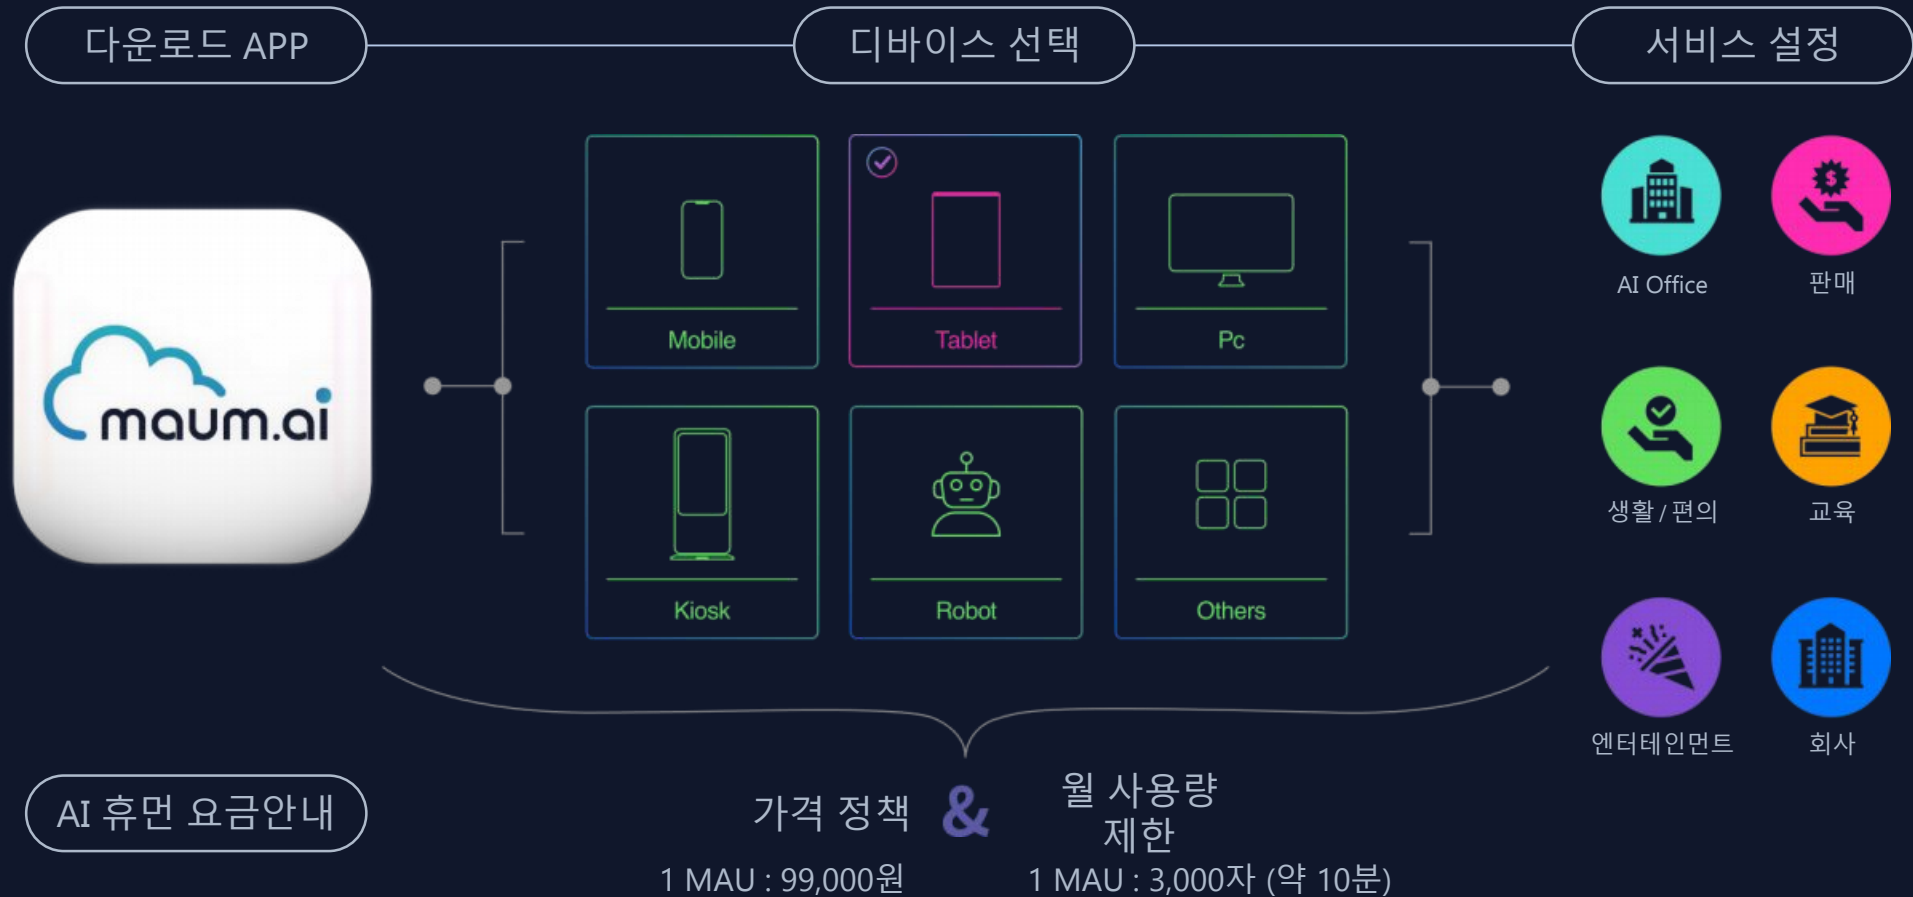 다운로드 APP
디바이스 선택
서비스 설정
maum.ai
Mobile
Tablet
Pc
Kiosk
Robot
Others
AI Office
판매
$
생활 / 편의
교육
엔터테인먼트
회사
AI 휴먼 요금안내
가격 정책
&
월 사용량
제한
1 MAU : 99,000원
1 MAU : 3,000자 (약 10분)